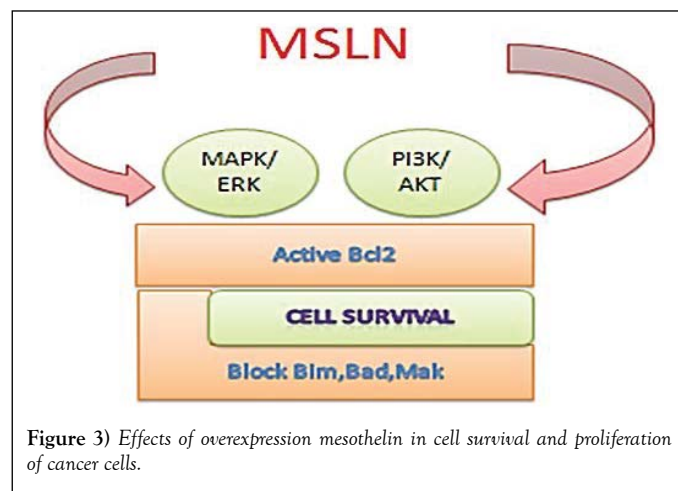 MSLN
MAPK/
ERK
PI3K/
AKT
Active Bcl2
CELL SURVIVAL
Block Bim,Bad,Mak
Figure 3) Effects of overexpression mesothelin in cell survival and proliferation
of cancer cells.